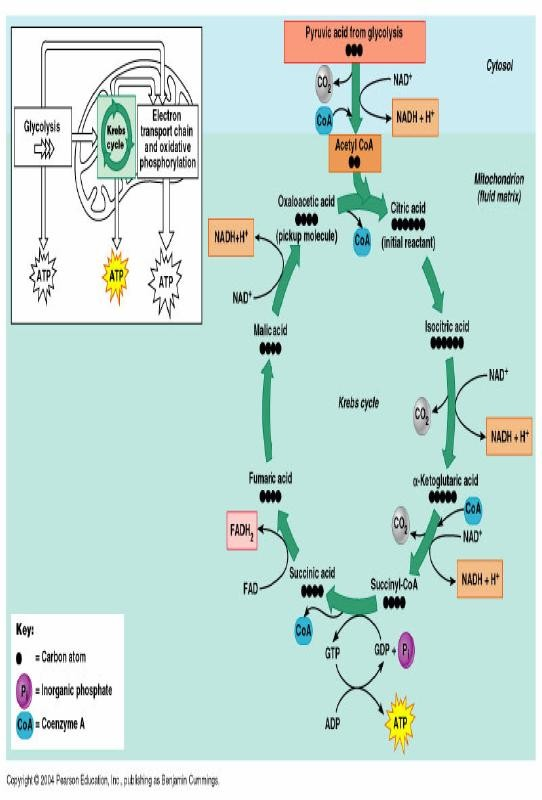 Pyruvic acid from glycolysis
Cytosol
CO2
NAD+
CoA
NADH + H+
Acetyl CoA
Mitochondrion
(fluid matrix)
Glycolysis
Krebs
cycle
Electron
transport chain
and oxidative
phosphorylation
ATP
ATP
ATP
Oxaloacetic acid
(pickup molecule)
CoA
Citric acid
(initial reactant)
NADH+H+
NAD+
Malic acid
Isocitric acid
NAD+
CO2
NADH + H+
Krebs cycle
Fumaric acid
α-Ketoglutaric acid
CO2
CoA
NAD+
NADH + H+
FADH2
FAD
Succinic acid
Succinyl-CoA
CoA
GTP
GDP + Pi
ADP
ATP
Key:
= Carbon atom
Pi = Inorganic phosphate
CoA = Coenzyme A
Copyright © 2004 Pearson Education, Inc., publishing as Benjamin Cummings.